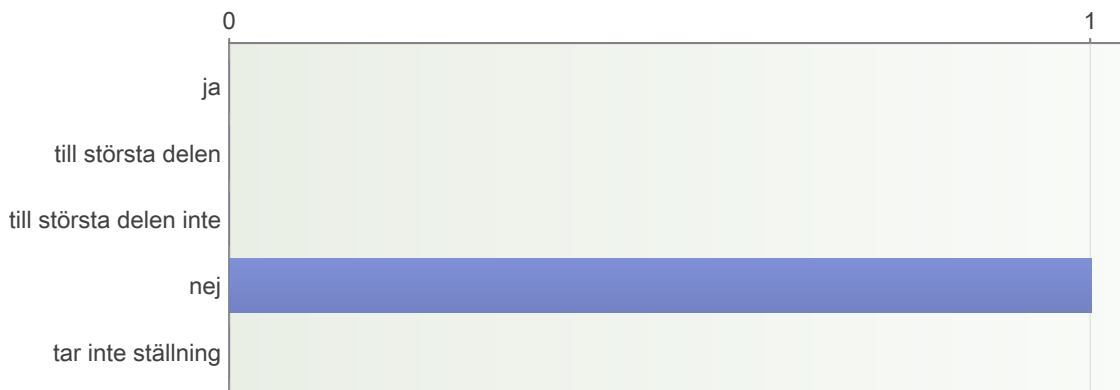 0 1
ja
till största delen
till största delen inte
nej
tar inte ställning